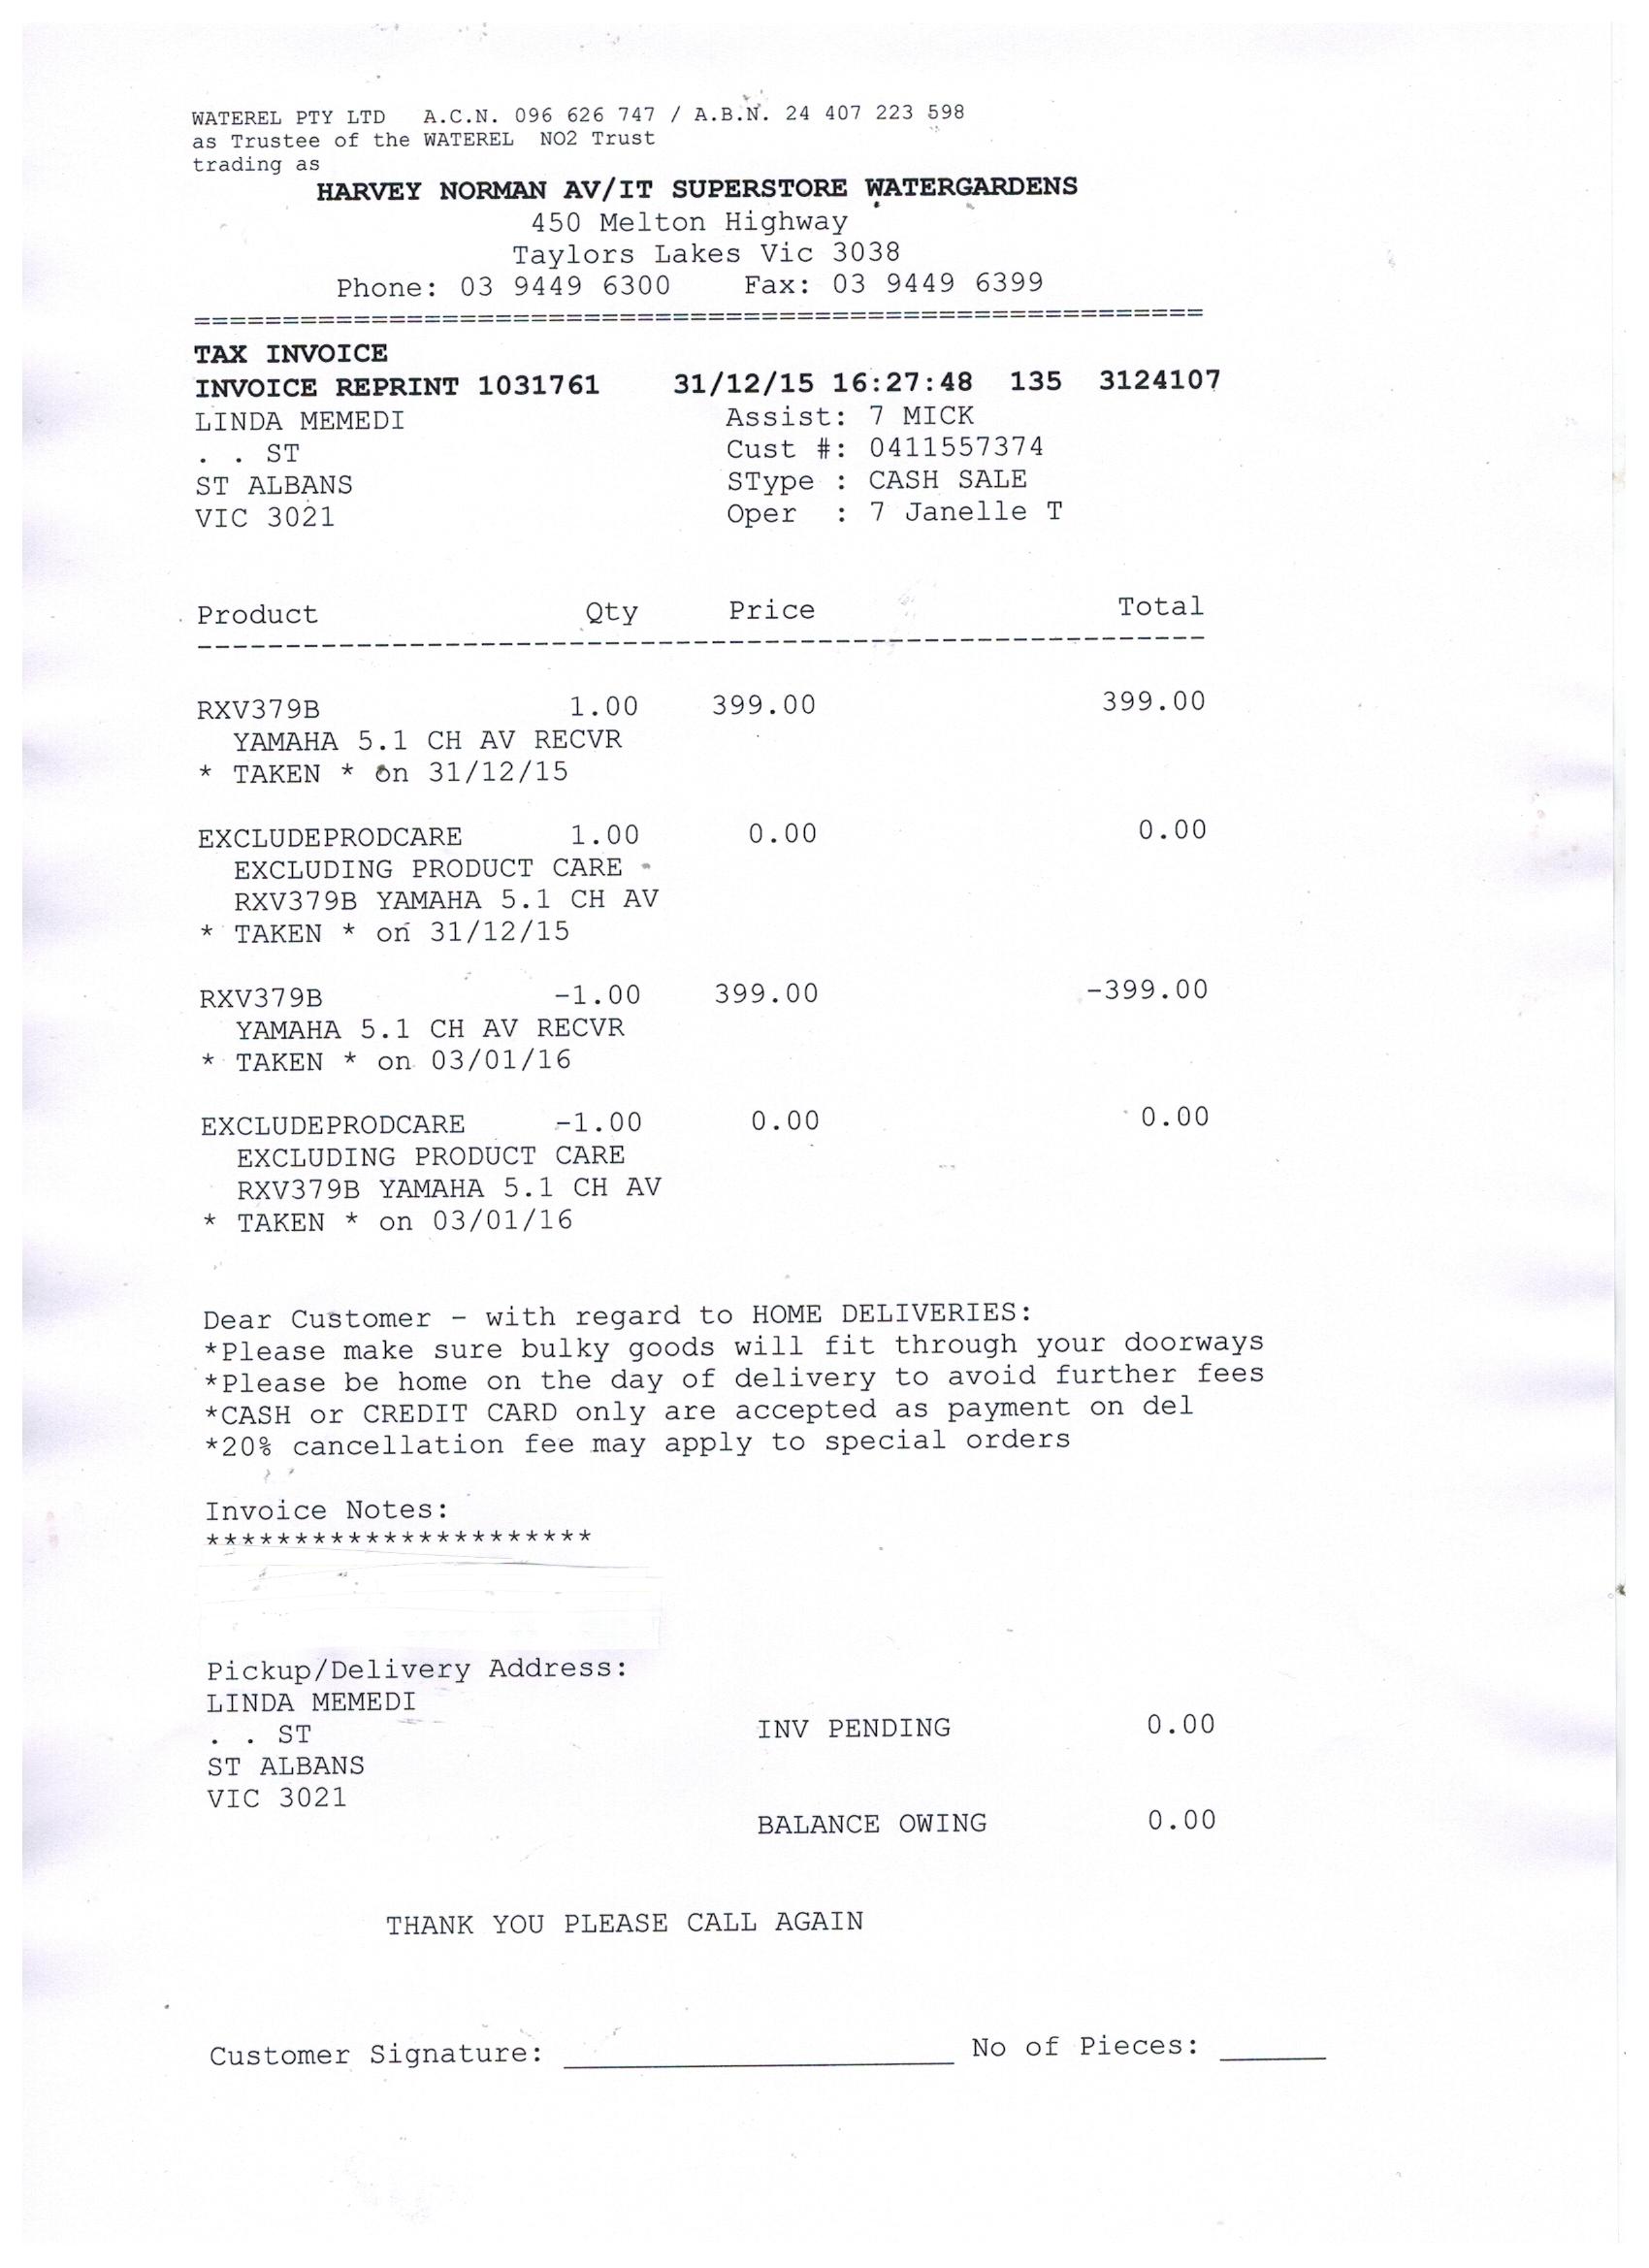 WATEREL PTY LTD   A.C.N. 096 626 747 / A.B.N. 24 407 223 598
as Trustee of the WATEREL  NO2 Trust
trading as
HARVEY NORMAN AV/IT SUPERSTORE WATERGARDENS
450 Melton Highway
Taylors Lakes Vic 3038
Phone: 03 9449 6300    Fax: 03 9449 6399
=========================================================
TAX INVOICE
INVOICE REPRINT 1031761    31/12/15 16:27:48  135  3124107
LINDA MEMEDI    Assist: 7 MICK
. . ST    Cust #: 0411557374
ST ALBANS    SType : CASH SALE
VIC 3021    Oper  : 7 Janelle T
Product    Qty    Price    Total
---------------------------------------------------------
RXV379B    1.00    399.00    399.00
YAMAHA 5.1 CH AV RECVR
* TAKEN * on 31/12/15
EXCLUDEPRODCARE    1.00    0.00    0.00
EXCLUDING PRODUCT CARE
RXV379B YAMAHA 5.1 CH AV
* TAKEN * on 31/12/15
RXV379B    -1.00    399.00    -399.00
YAMAHA 5.1 CH AV RECVR
* TAKEN * on 03/01/16
EXCLUDEPRODCARE    -1.00    0.00    0.00
EXCLUDING PRODUCT CARE
RXV379B YAMAHA 5.1 CH AV
* TAKEN * on 03/01/16
Dear Customer - with regard to HOME DELIVERIES:
*Please make sure bulky goods will fit through your doorways
*Please be home on the day of delivery to avoid further fees
*CASH or CREDIT CARD only are accepted as payment on del
*20% cancellation fee may apply to special orders
Invoice Notes:
**********************
Pickup/Delivery Address:
LINDA MEMEDI
. . ST    INV PENDING    0.00
ST ALBANS
VIC 3021
BALANCE OWING    0.00
THANK YOU PLEASE CALL AGAIN
Customer Signature: ______________________ No of Pieces: ______